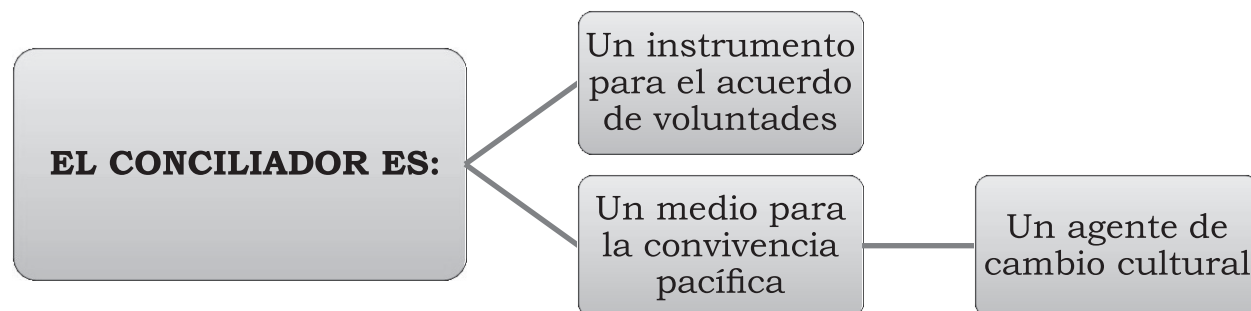 EL CONCILIADOR ES:
Un instrumento
para el acuerdo
de voluntades
Un medio para
la convivencia
pacífica
Un agente de
cambio cultural